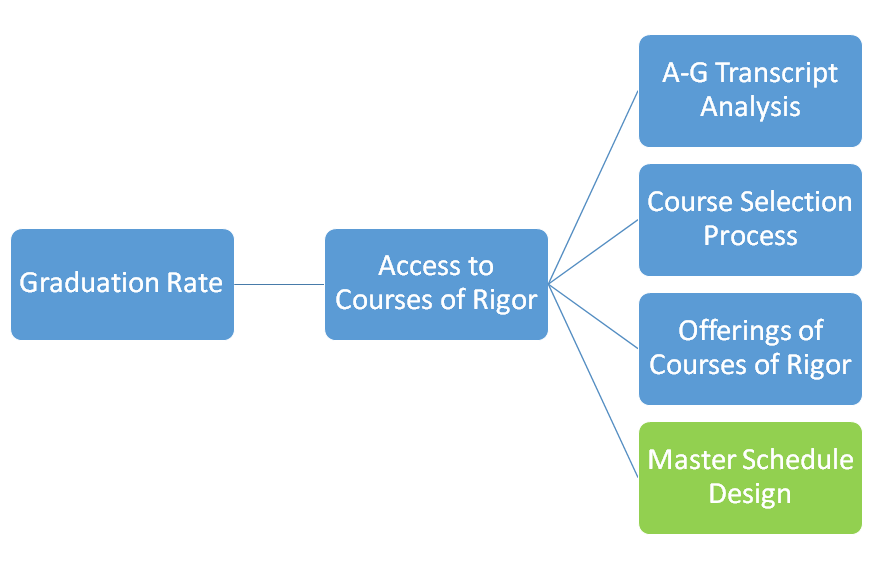 Graduation Rate
Access to
Courses of Rigor
A-G Transcript
Analysis
Course Selection
Process
Offerings of
Courses of Rigor
Master Schedule
Design